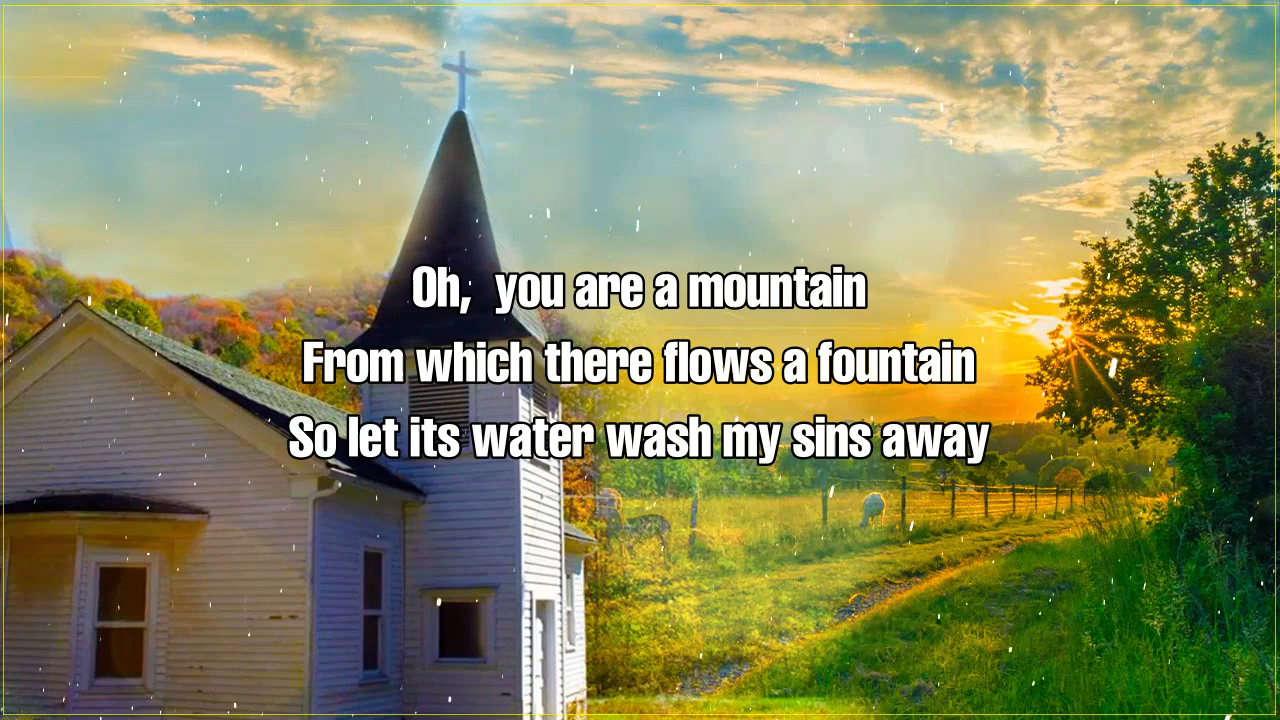 Oh, you are a mountain
From which there flows a fountain
So let its water wash my sins away